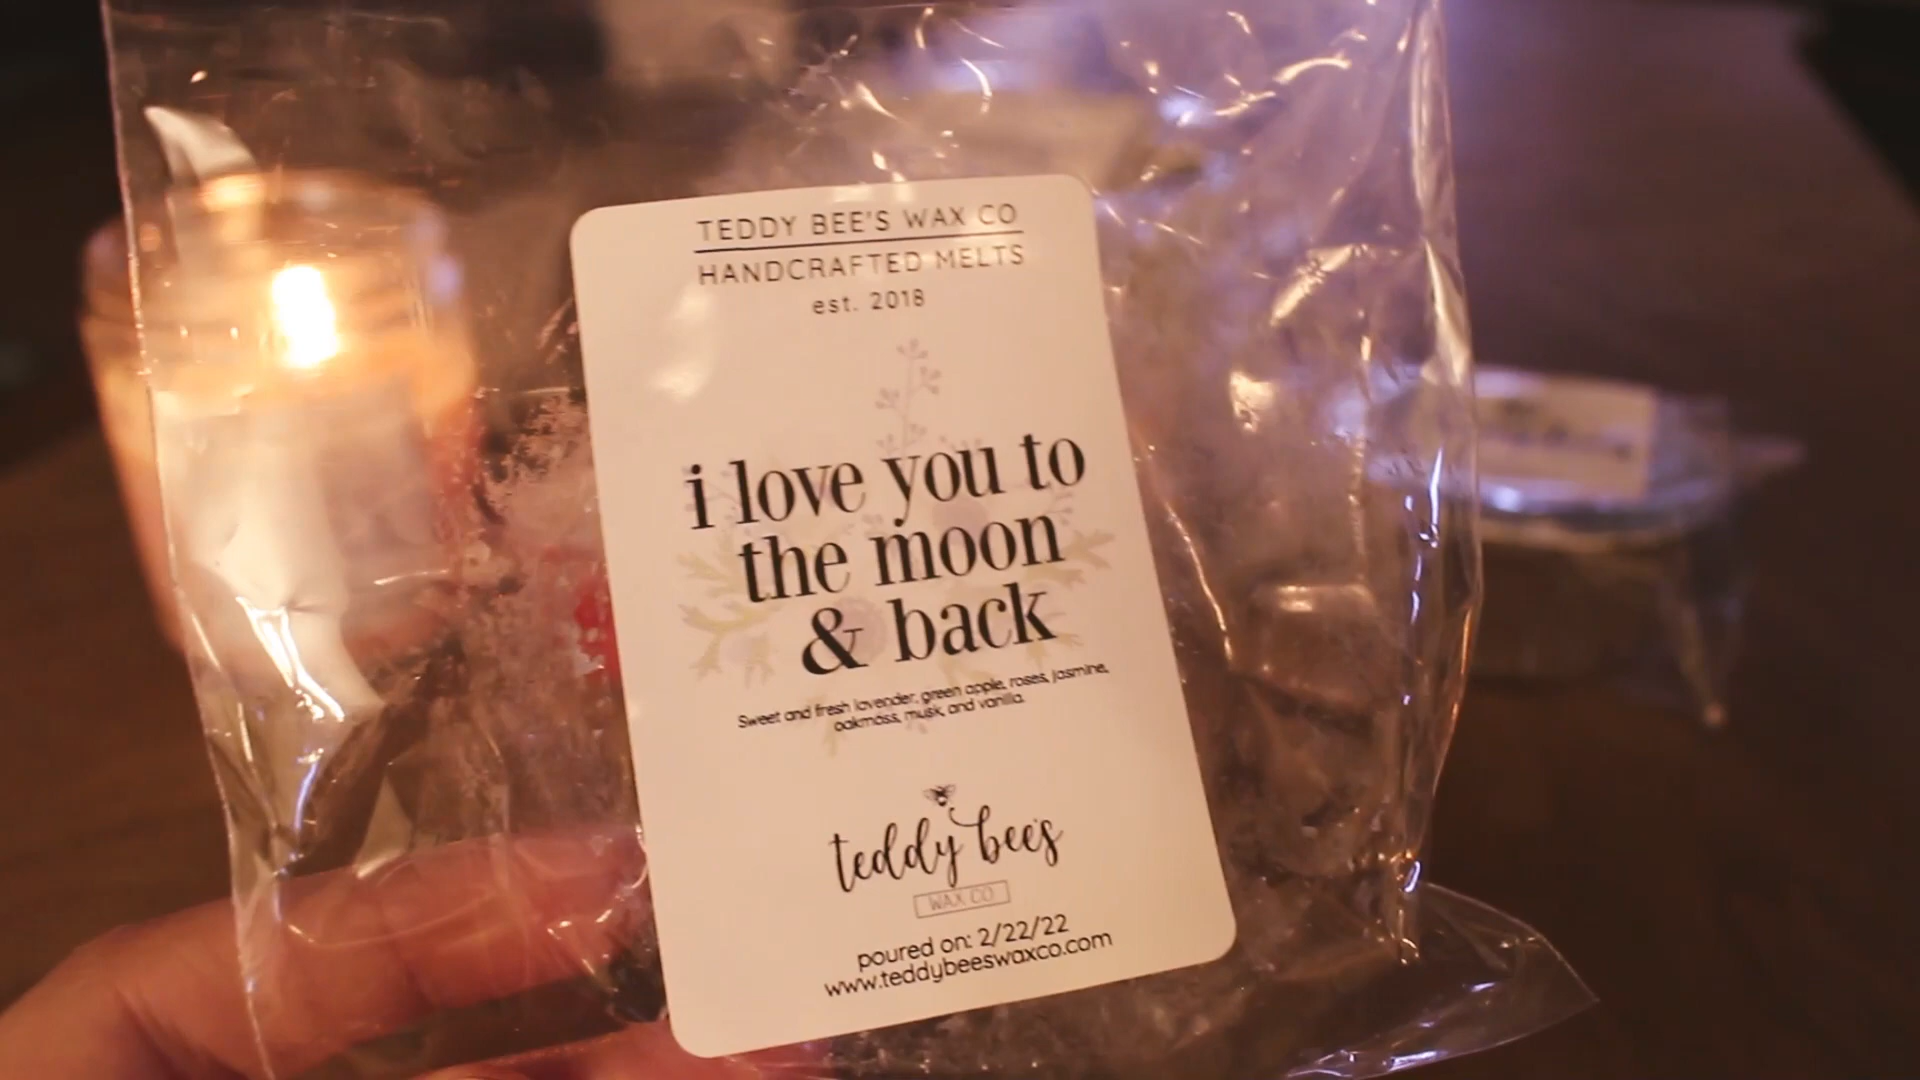 TEDDY BEE'S WAX CO
HANDCRAFTED MELTS
est. 2018
i love you to
the moon
& back
Sweet and fresh lavender, green apple, roses, jasmine,
oakmoss, musk, and vanilla.
teddy bee's
WAX CO.
poured on: 2/22/22
www.teddybeeswaxco.com